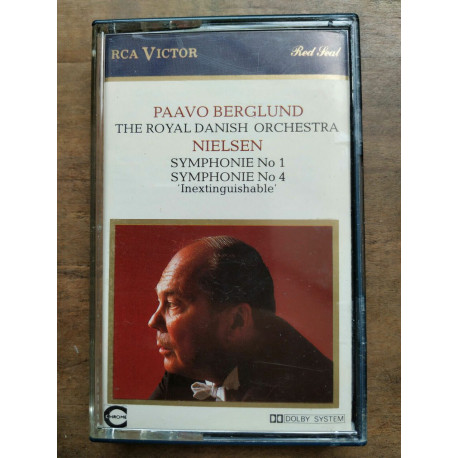 RCA VICTOR Red Seal
PAAVO BERGLUND
THE ROYAL DANISH ORCHESTRA
NIELSEN
SYMPHONIE No 1
SYMPHONIE No 4
'Inextinguishable'
CHROME DOLBY SYSTEM